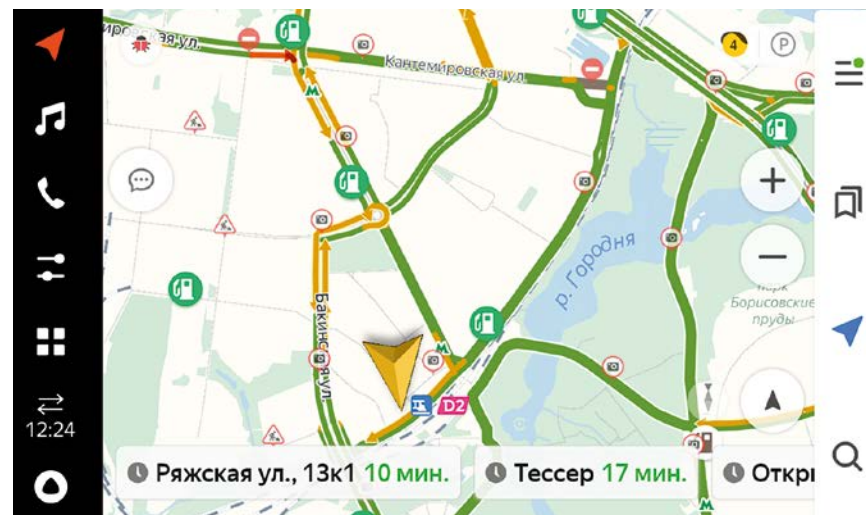 ировская ул.
4
P
Кантемировская ул.
М
р. Городня
парк
Борисовские
пруды
Бакинская ул.
М
D2
12:24
Ряжская ул., 13к1 10 мин.
Тессер 17 мин.
Откры
М